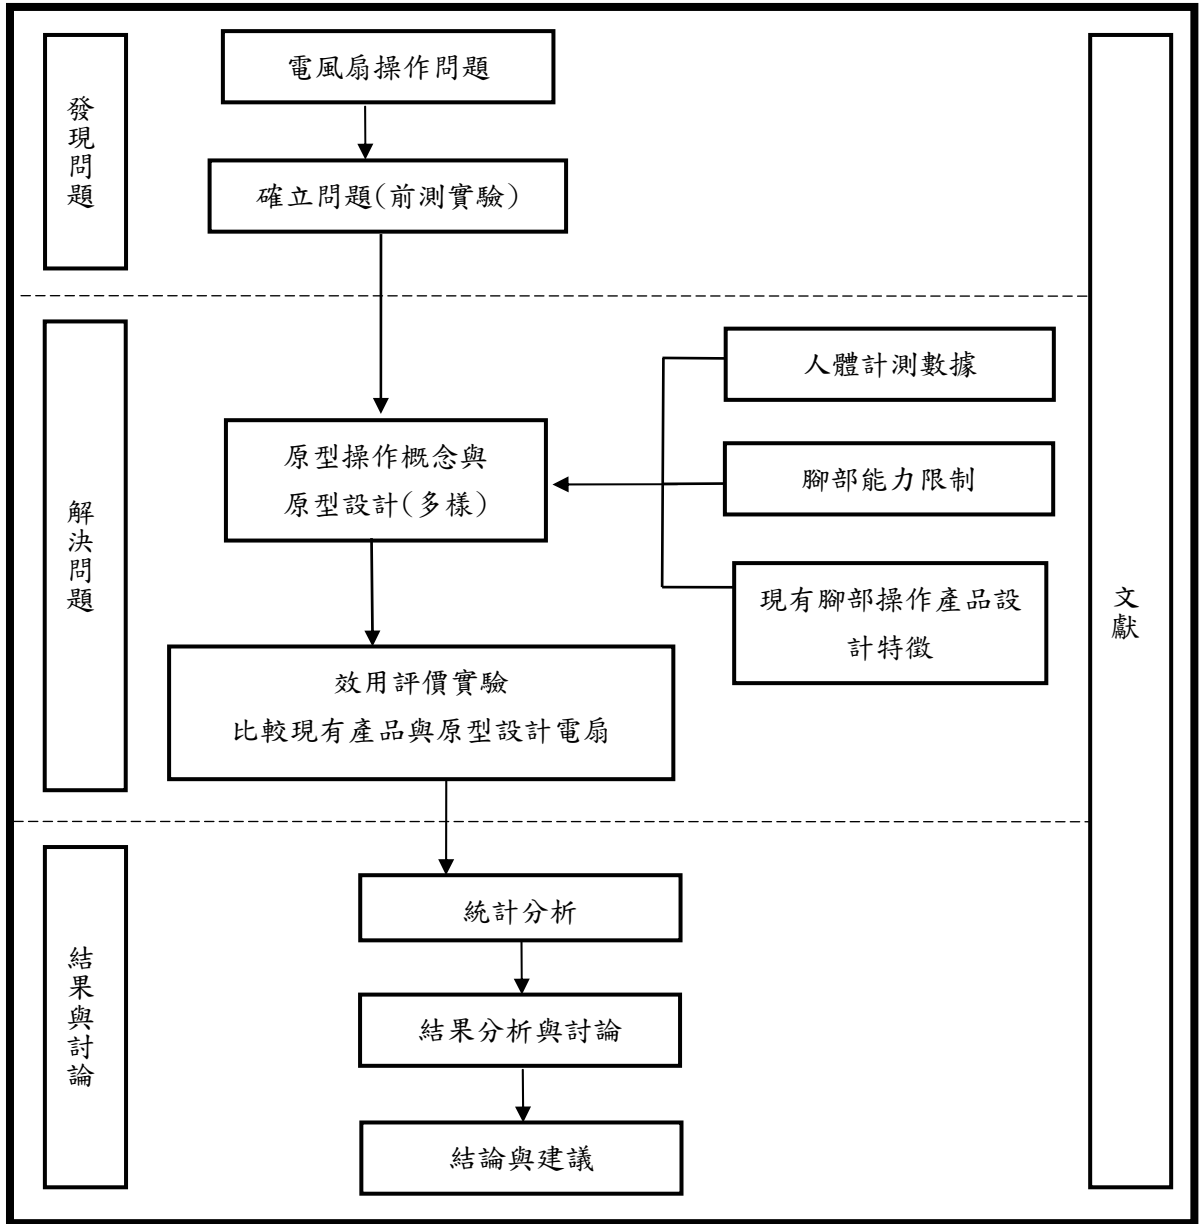 發現問題
電風扇操作問題
確立問題(前測實驗)
解決問題
原型操作概念與
原型設計(多樣)
人體計測數據
腳部能力限制
現有腳部操作產品設
計特徵
效用評價實驗
比較現有產品與原型設計電扇
結果與討論
統計分析
結果分析與討論
結論與建議
文獻